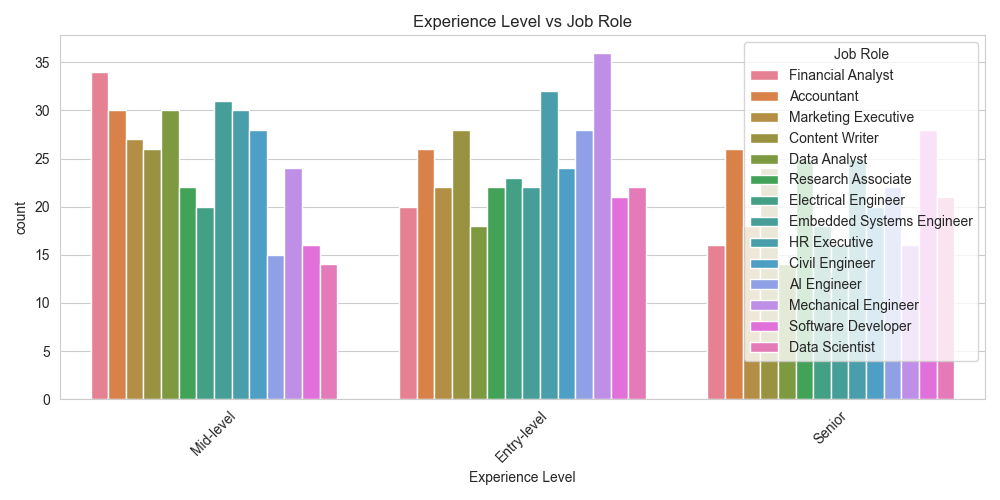 Experience Level vs Job Role
Job Role
Financial Analyst
Accountant
Marketing Executive
Content Writer
Data Analyst
Research Associate
Electrical Engineer
Embedded Systems Engineer
HR Executive
Civil Engineer
AI Engineer
Mechanical Engineer
Software Developer
Data Scientist
count
35
30
25
20
15
10
5
0
Mid-level
Entry-level
Senior
Experience Level